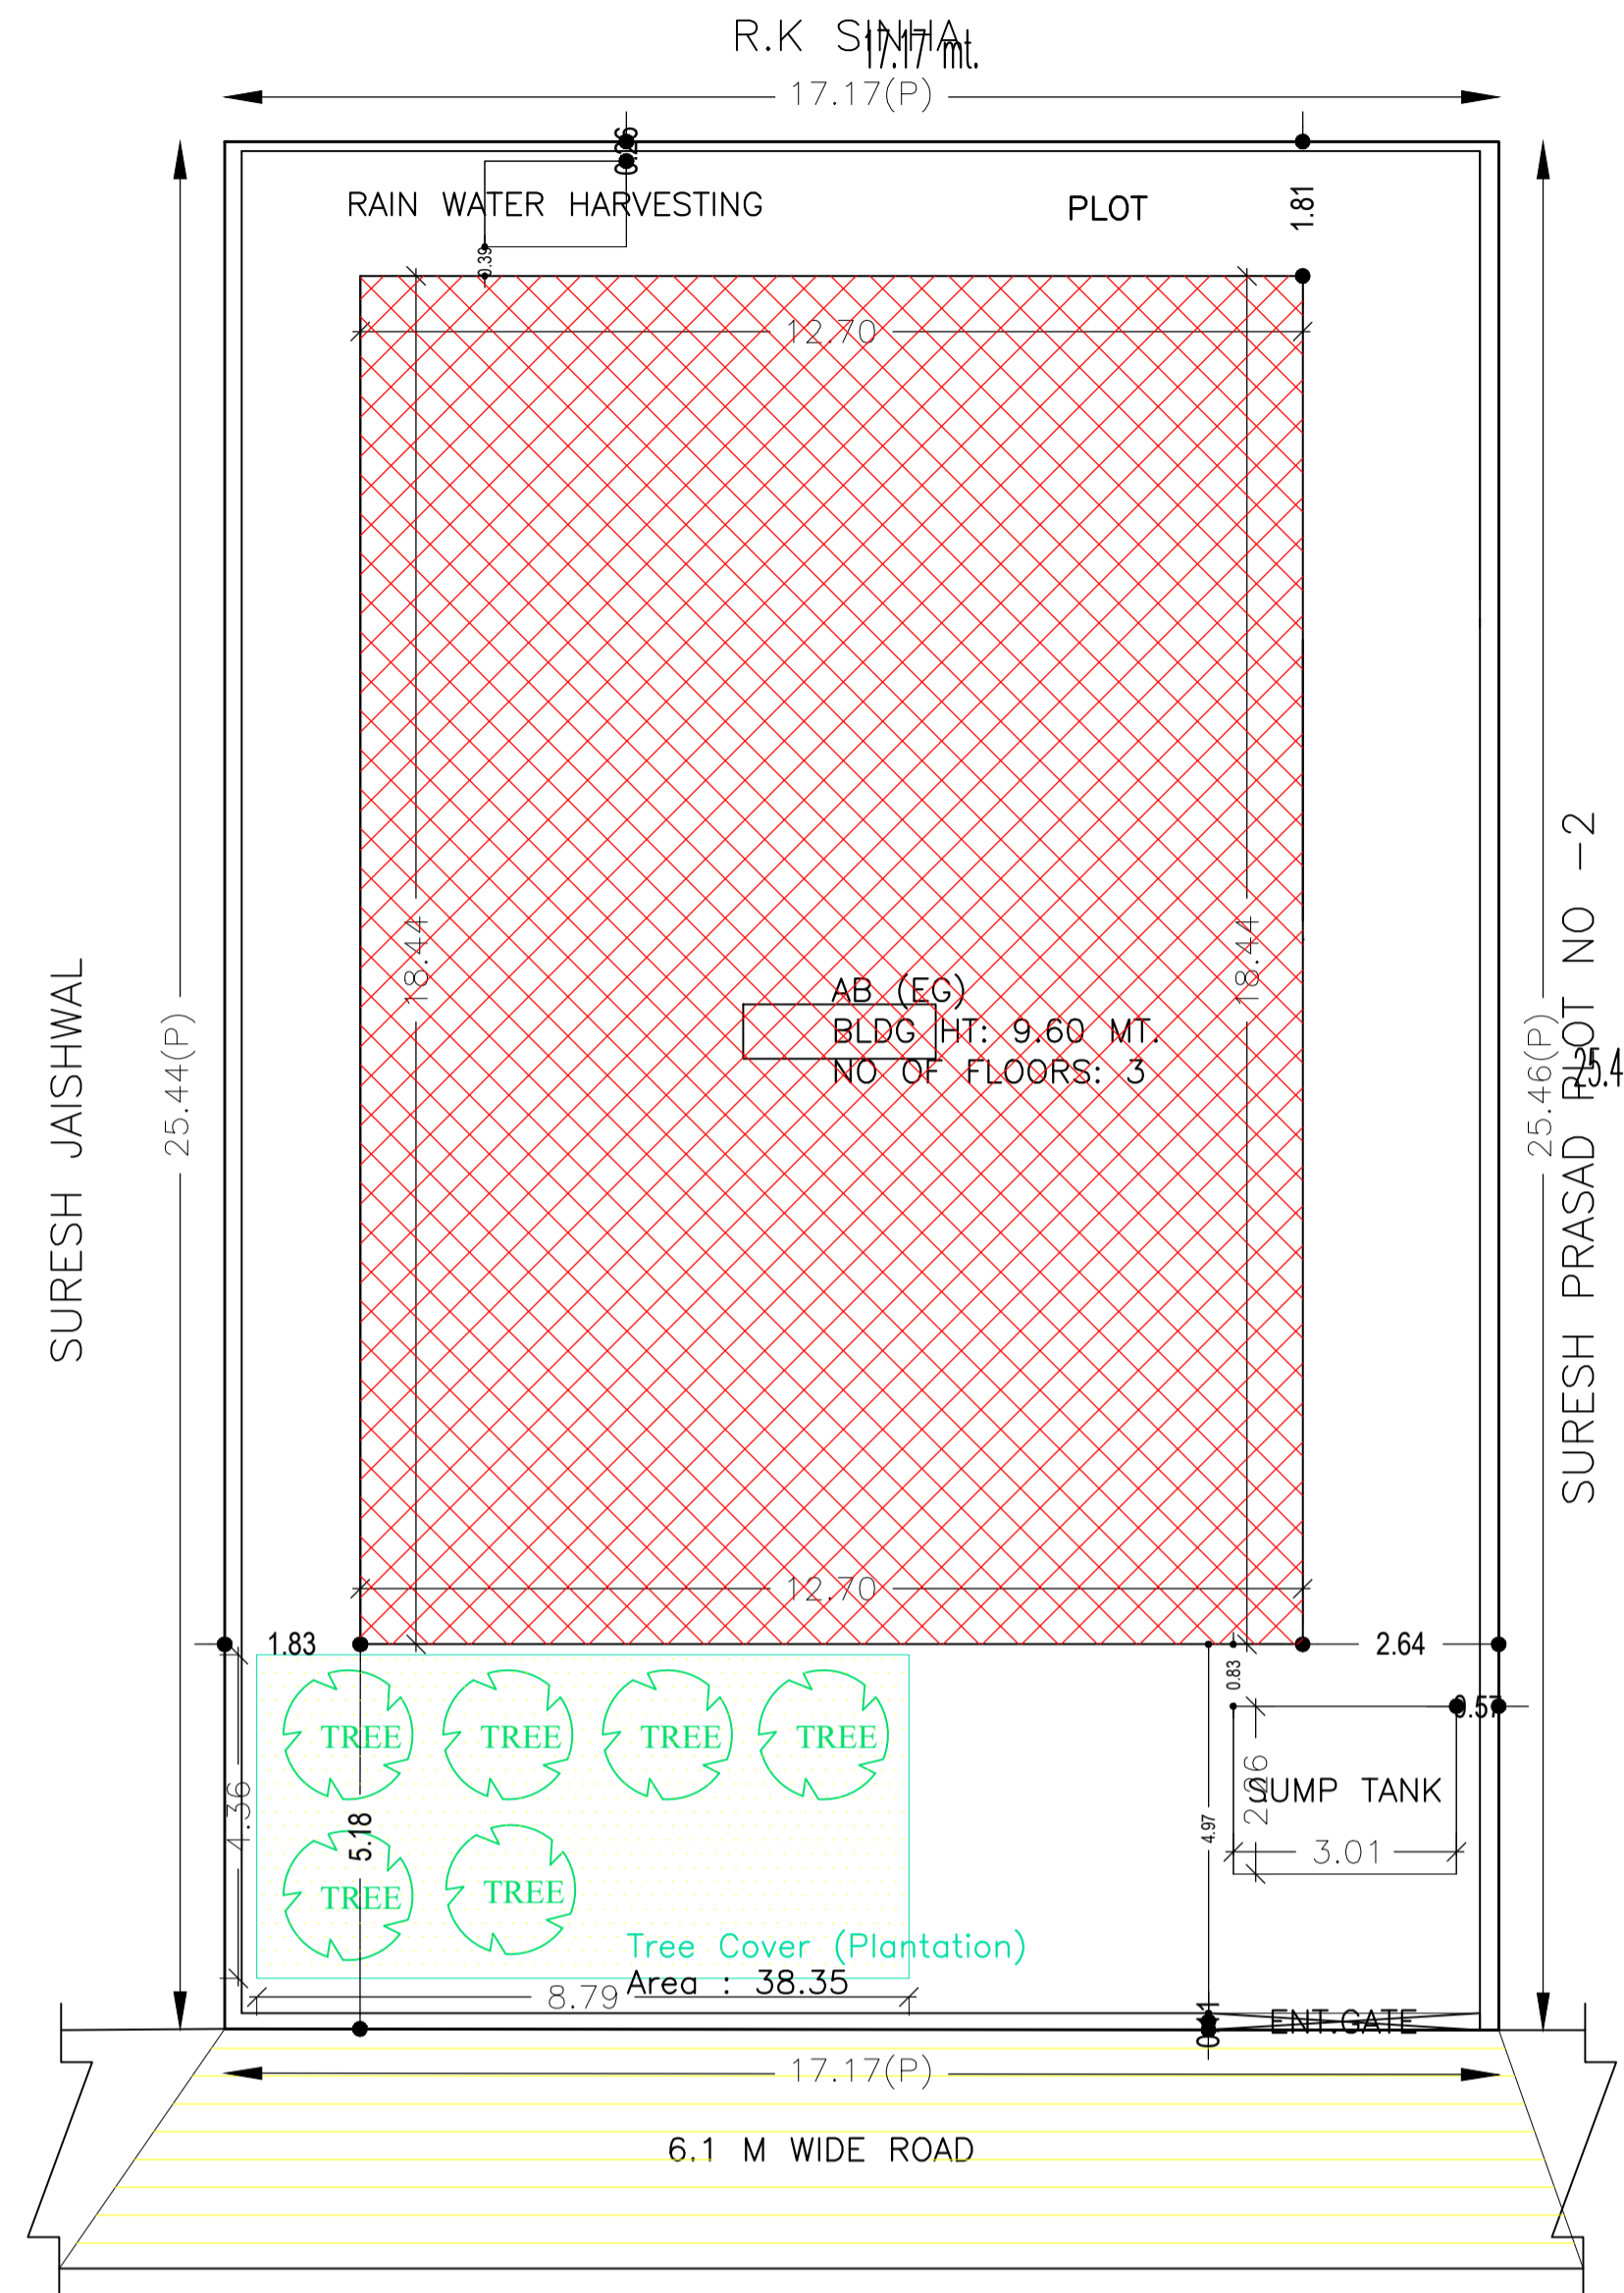 R.K SINHA
17.17 mt.
17.17(P)
0.26
RAIN WATER HARVESTING
PLOT
1.81
0.39
12.70
18.44
18.44
AB (EG)
BLDG HT: 9.60 MT.
NO OF FLOORS: 3
SURESH JAISHWAL
25.44(P)
25.46(P)
SURESH PRASAD PLOT NO -2
25.4
12.70
1.83
2.64
0.83
0.57
TREE TREE TREE TREE
4.36
5.18
4.97
2.26
SUMP TANK
3.01
TREE TREE
Tree Cover (Plantation)
Area : 38.35
8.79
ENT.GATE
17.17(P)
6.1 M WIDE ROAD